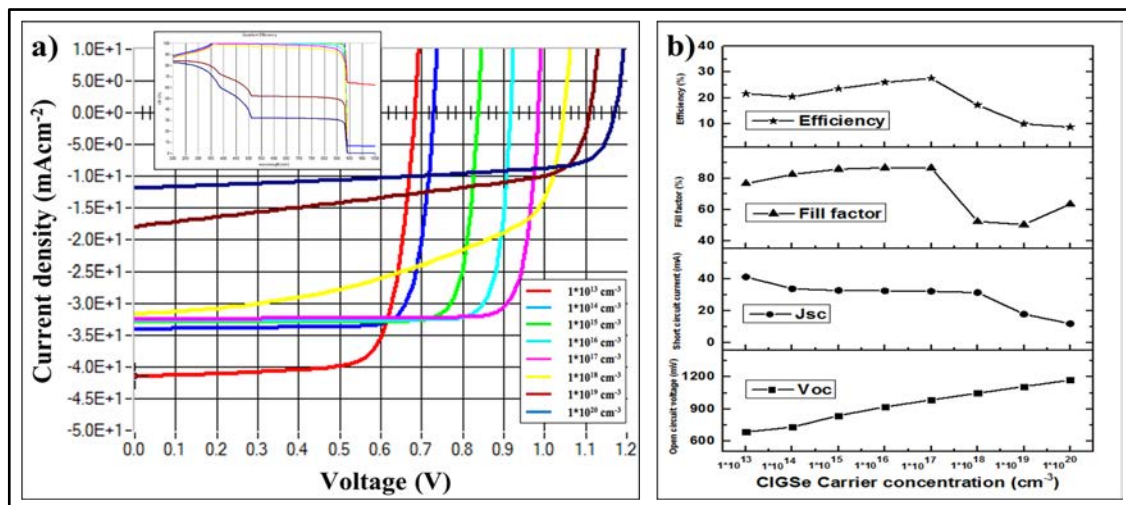 a)
Quantum Efficiency
1.0E+1
5.0E+0
0.0E+0
-5.0E+0
-1.0E+1
-1.5E+1
-2.0E+1
-2.5E+1
-3.0E+1
-3.5E+1
-4.0E+1
-4.5E+1
-5.0E+1
Current density (mAcm⁻²)
0.0 0.1 0.2 0.3 0.4 0.5 0.6 0.7 0.8 0.9 1.0 1.1 1.2
Voltage (V)
1*10¹³ cm⁻³
1*10¹⁴ cm⁻³
1*10¹⁵ cm⁻³
1*10¹⁶ cm⁻³
1*10¹⁷ cm⁻³
1*10¹⁸ cm⁻³
1*10¹⁹ cm⁻³
1*10²⁰ cm⁻³
b)
Efficiency (%)
40
30
20
10
Efficiency
Fill factor (%)
80
60
40
Fill factor
Short circuit current (mA)
40
20
0
Jsc
Open circuit voltage (mV)
1200
900
600
Voc
1*10¹³ 1*10¹⁴ 1*10¹⁵ 1*10¹⁶ 1*10¹⁷ 1*10¹⁸ 1*10¹⁹ 1*10²⁰
CIGSe Carrier concentration (cm⁻³)